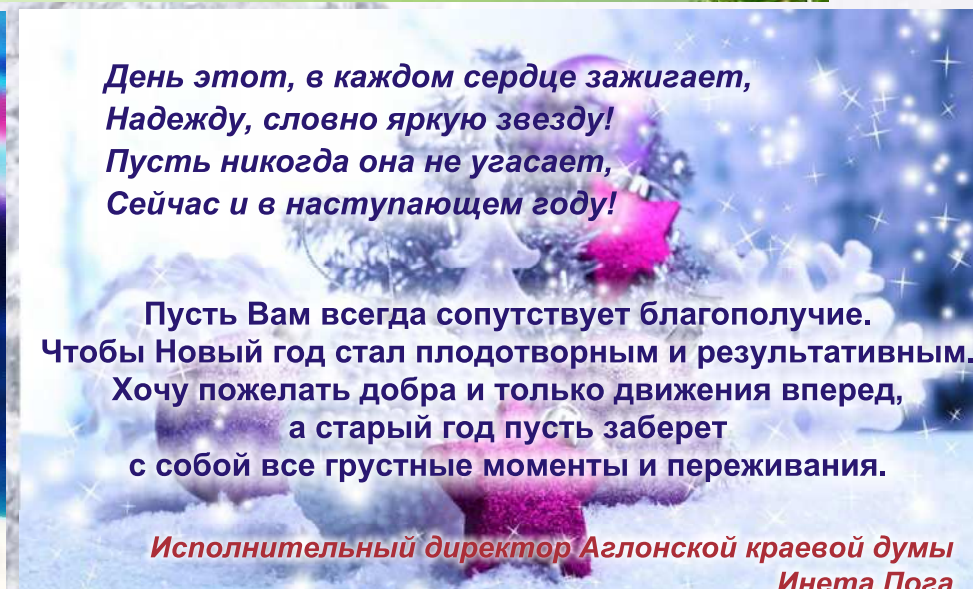 День этот, в каждом сердце зажигает,
Надежду, словно яркую звезду!
Пусть никогда она не угасает,
Сейчас и в наступающем году!
Пусть Вам всегда сопутствует благополучие.
Чтобы Новый год стал плодотворным и результативным.
Хочу пожелать добра и только движения вперед,
а старый год пусть заберет
с собой все грустные моменты и переживания.
Исполнительный директор Аглонской краевой думы
Инета Пога